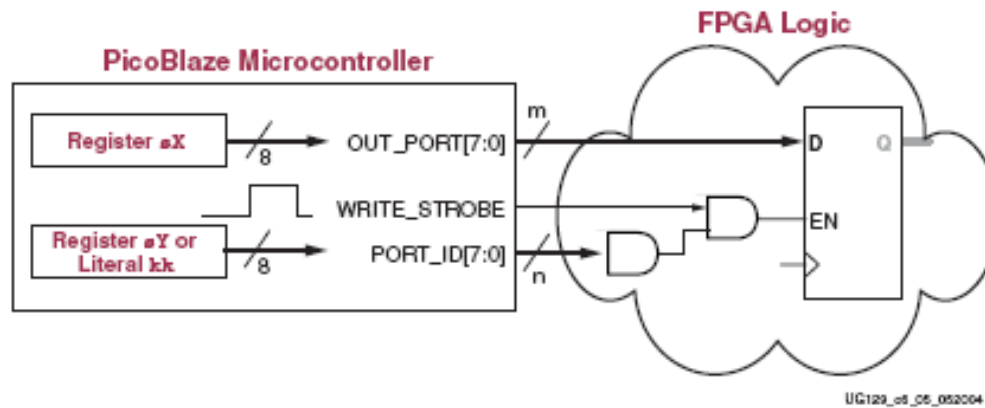 FPGA Logic
PicoBlaze Microcontroller
m
Register sX
8
OUT_PORT[7:0]
D
Q
WRITE_STROBE
EN
Register sY or
Literal kk
8
PORT_ID[7:0]
n
UG129_c6_05_052004